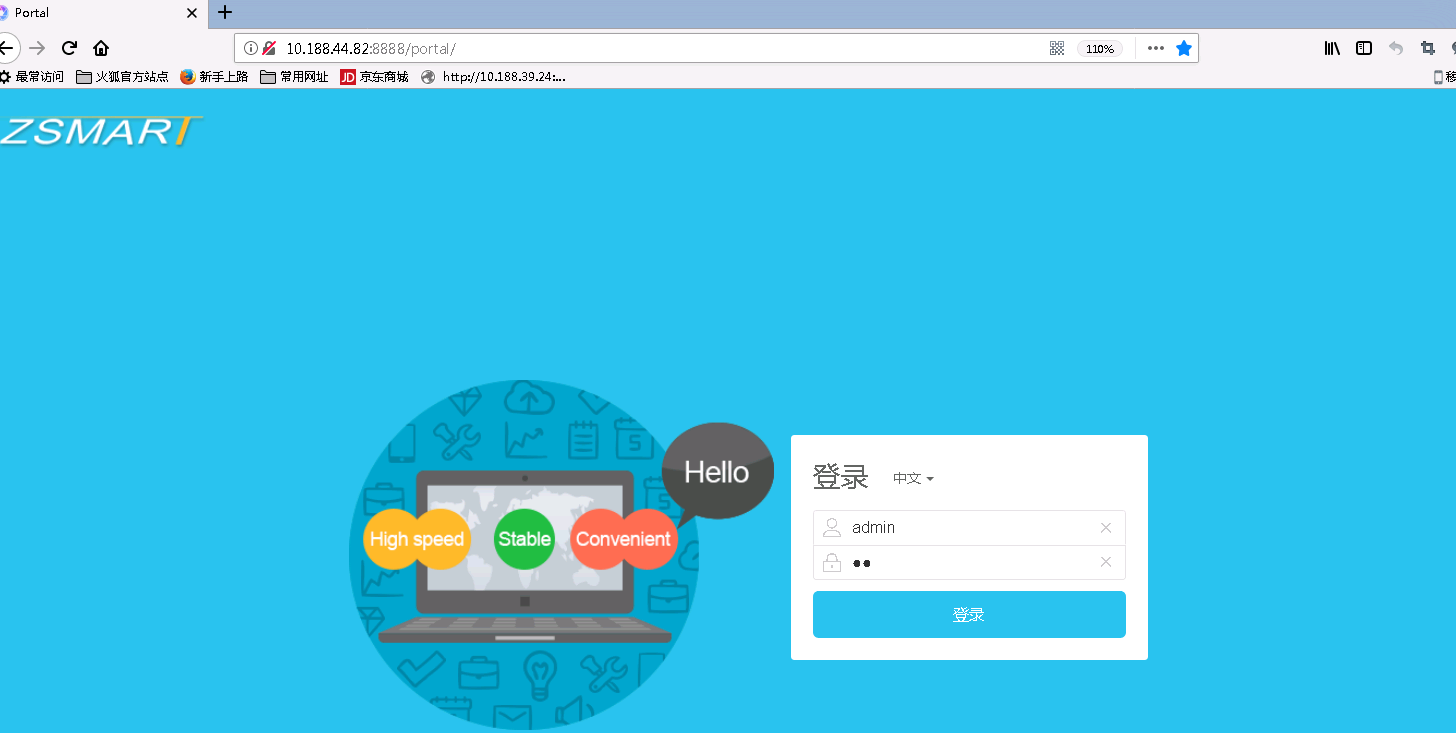 Portal
10.188.44.82:8888/portal/
110%
最常访问 火狐官方站点 新手上路 常用网址 JD 京东商城 http://10.188.39.24:...
移
ZSMART
Hello
High speed Stable Convenient
登录 中文
admin
登录